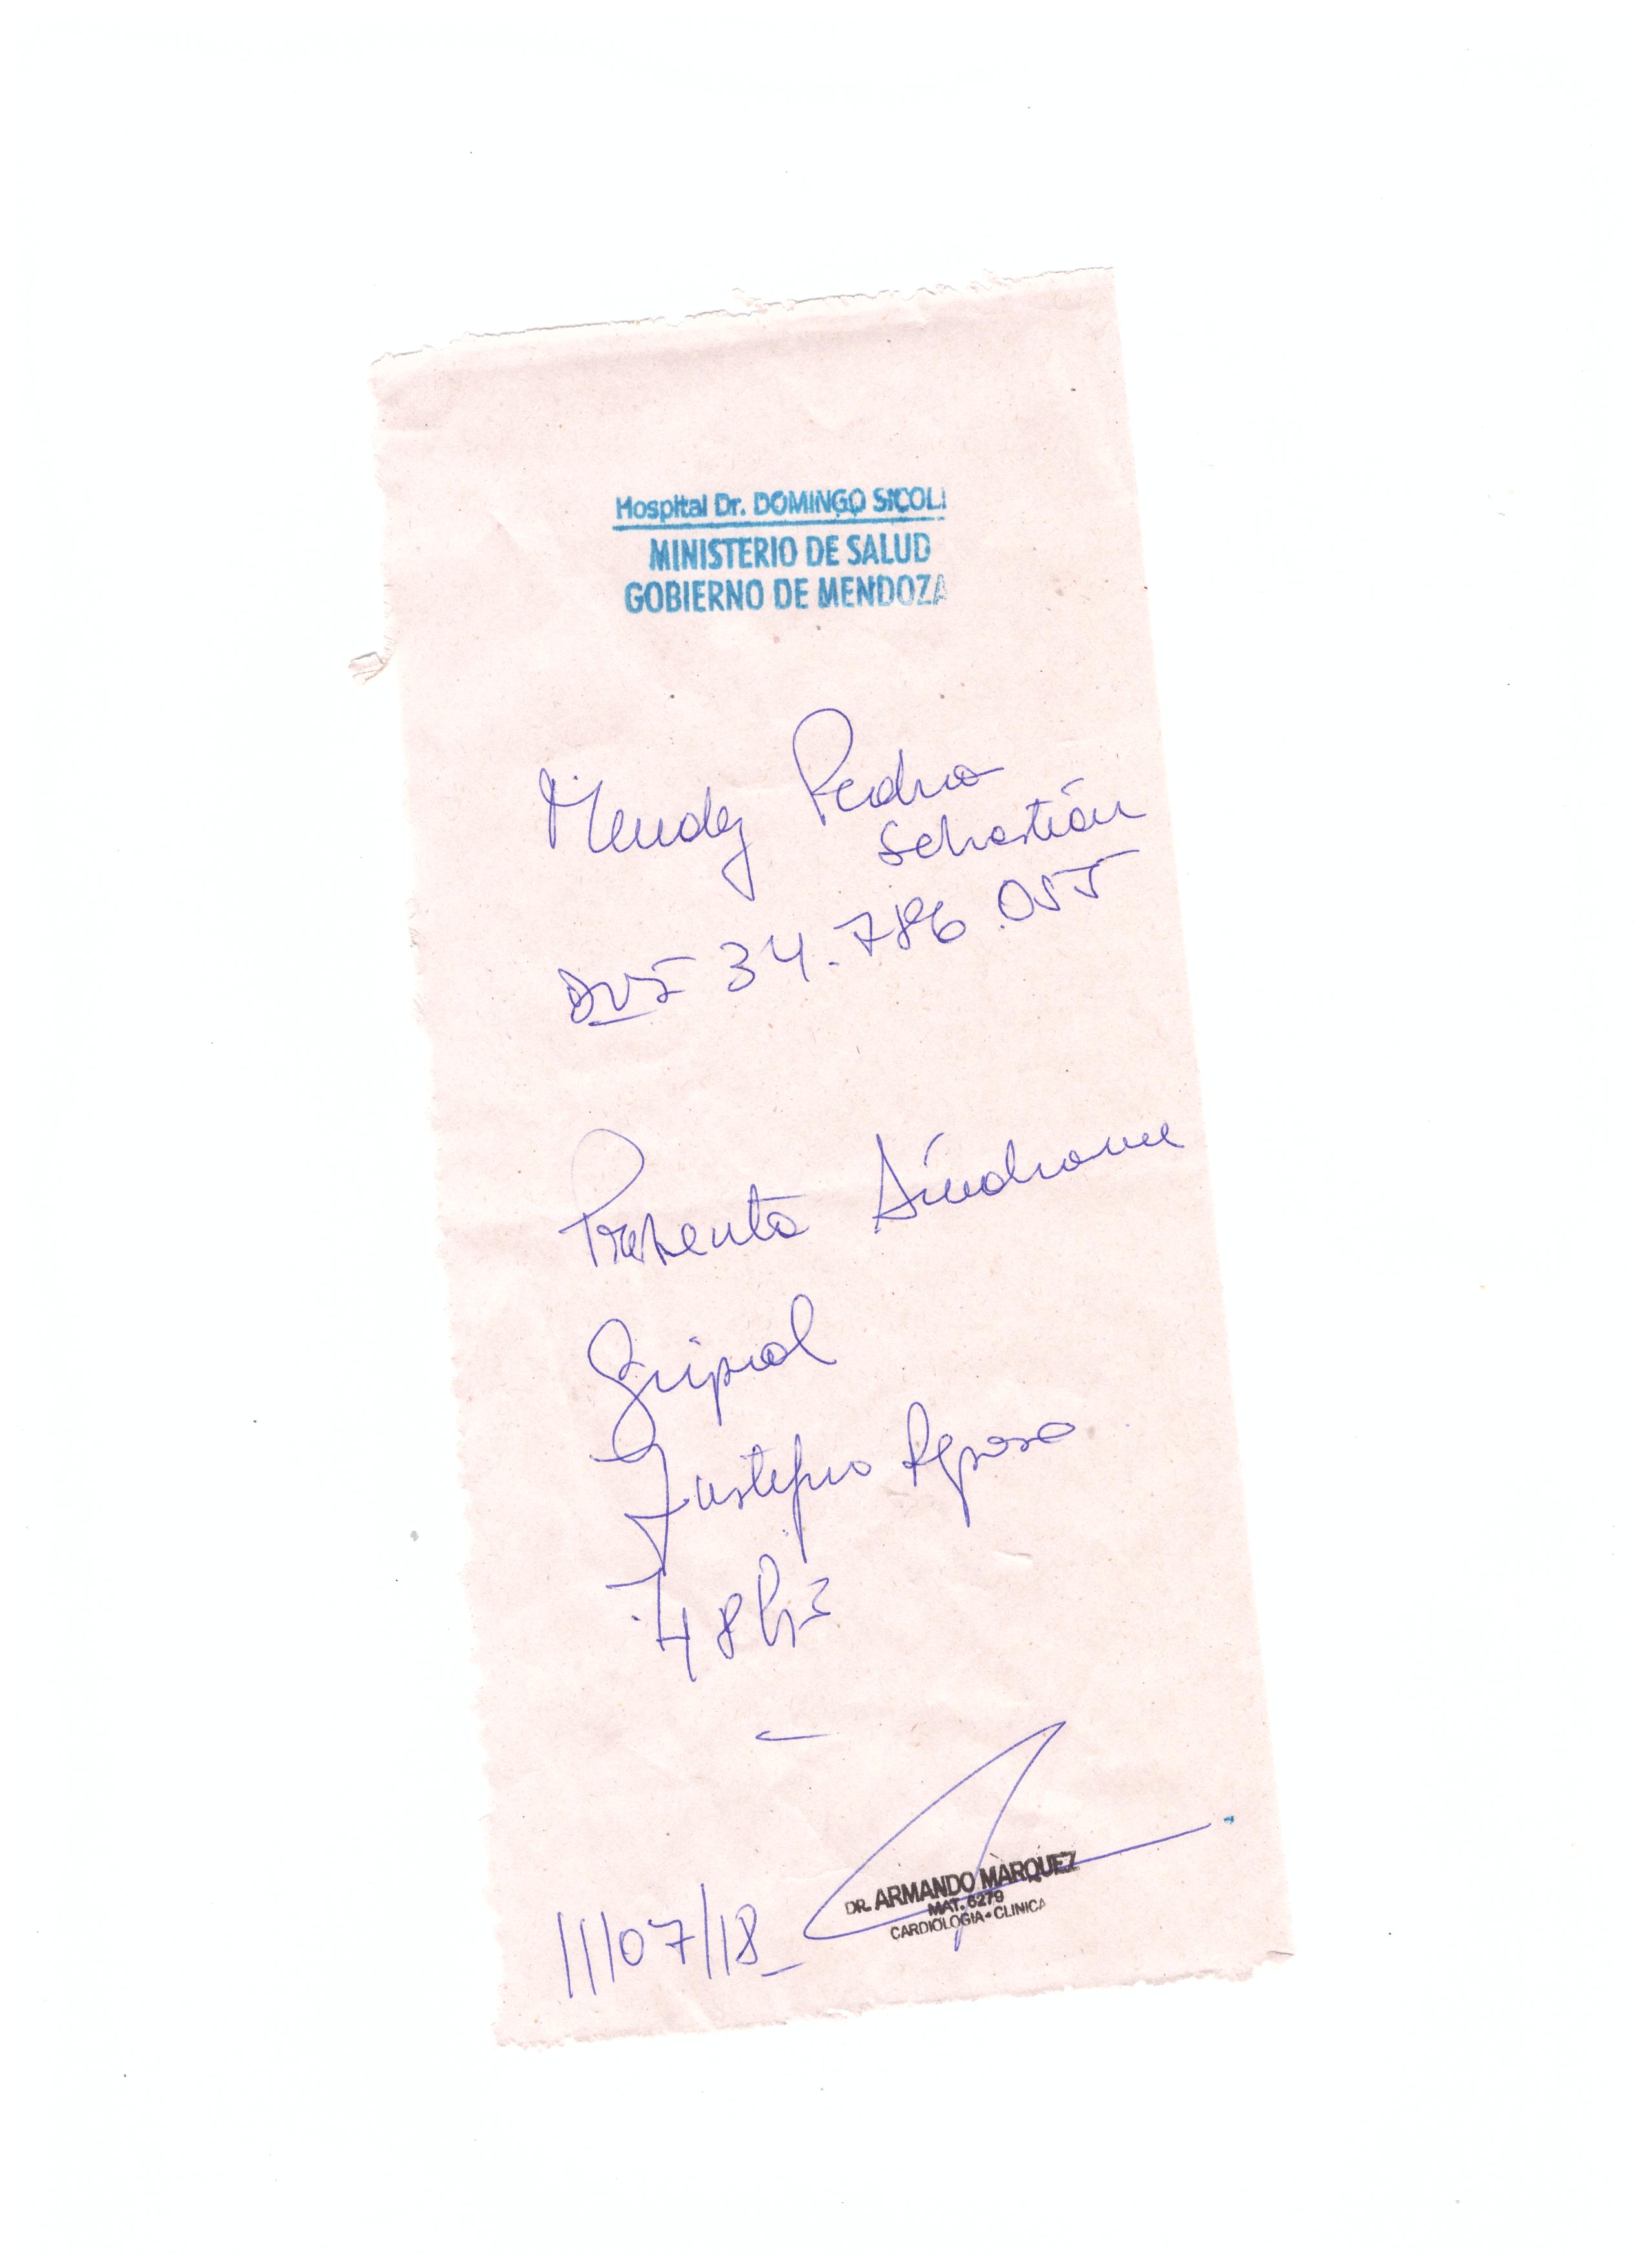 Hospital Dr. DOMINGO SICOLI
MINISTERIO DE SALUD
GOBIERNO DE MENDOZA
Mendez Pedro
Sebastián
DNI 34.786.055
Presenta Síndrome
Gripal
Justifico Reposo
48 hs
DR. ARMANDO MARQUEZ
MAT. 6279
CARDIOLOGIA - CLINICA
11/07/18